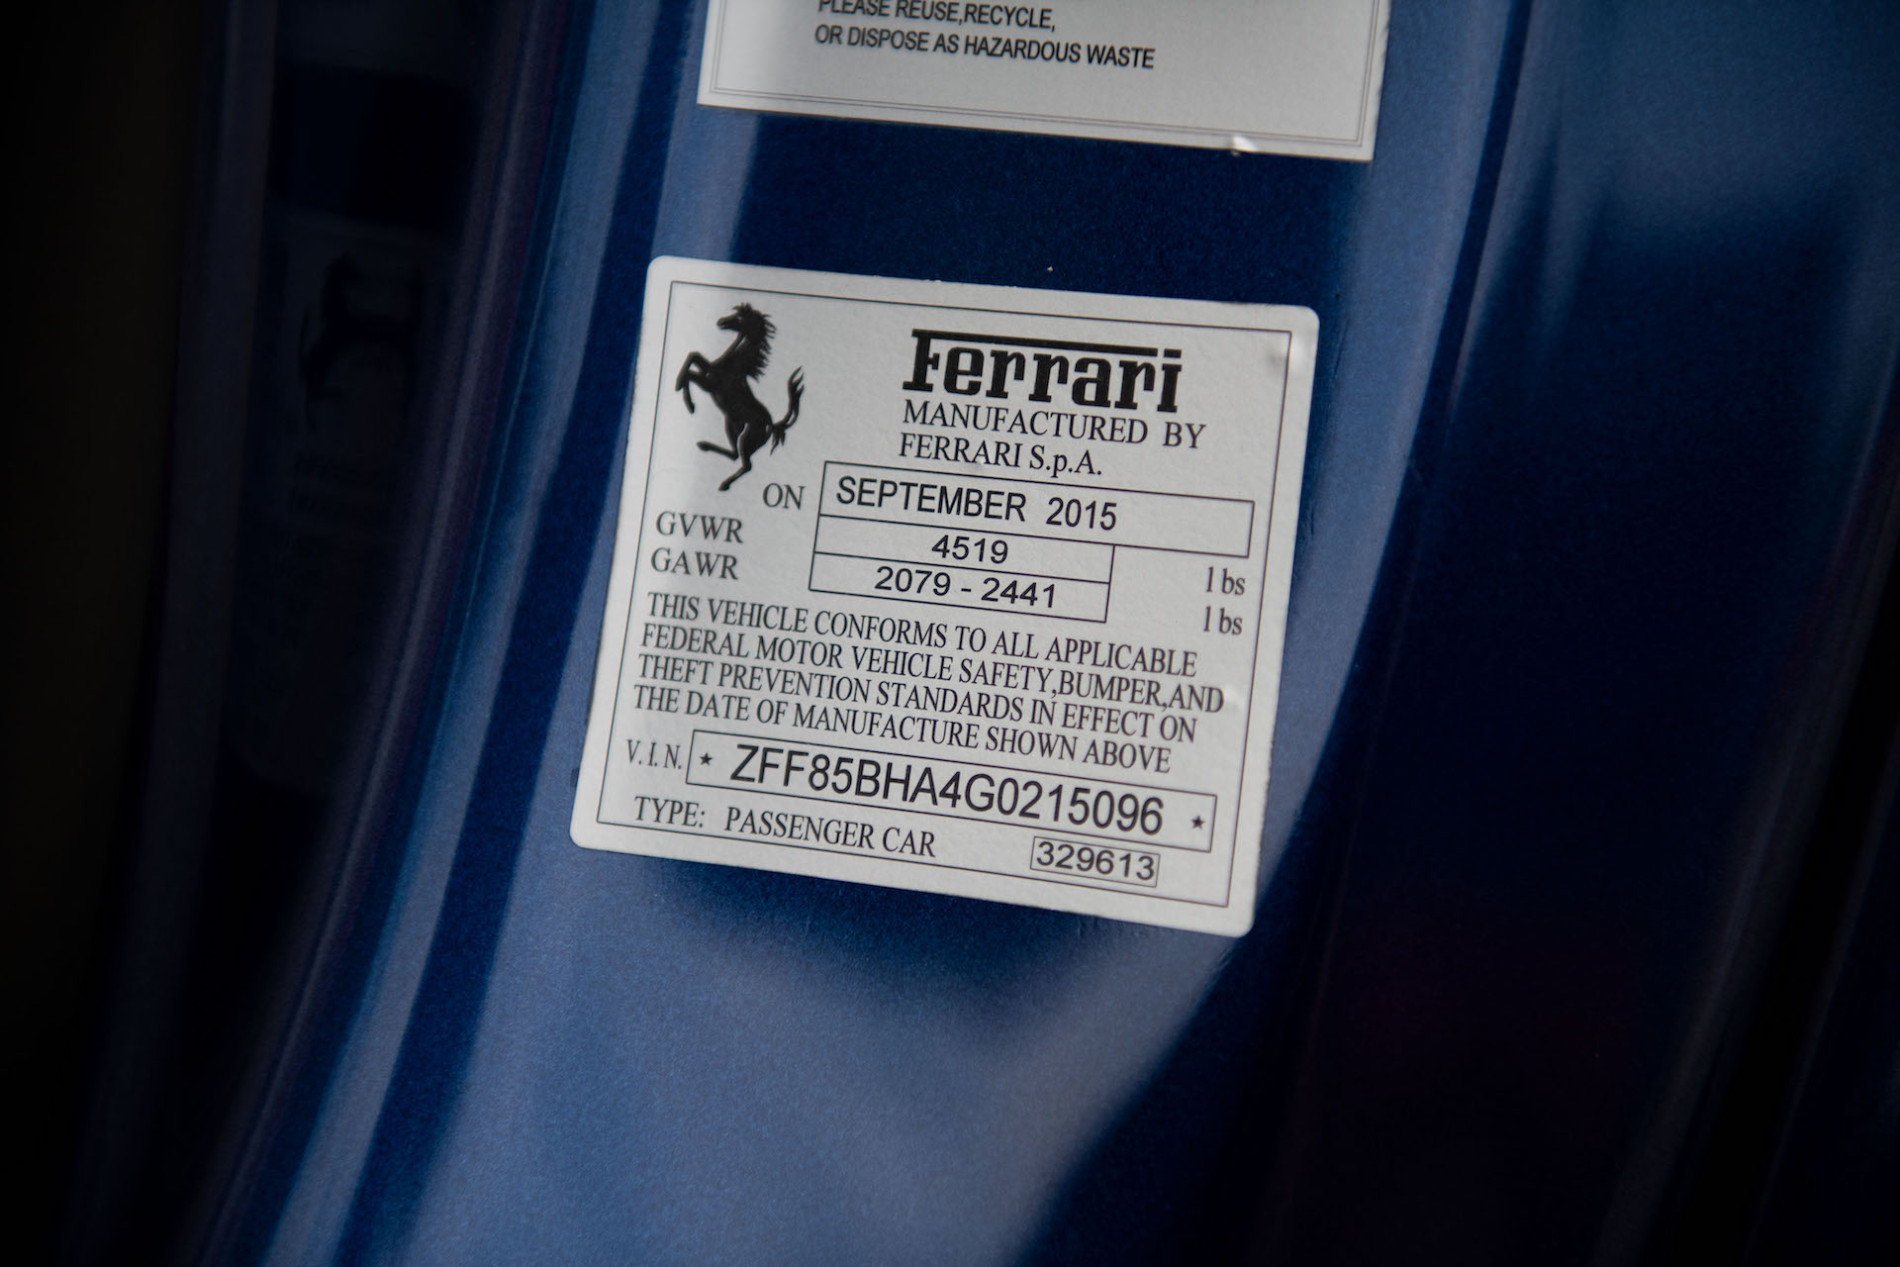 PLEASE REUSE,RECYCLE,
OR DISPOSE AS HAZARDOUS WASTE
Ferrari
MANUFACTURED BY
FERRARI S.p.A.
ON SEPTEMBER 2015
GVWR 4519 lbs
GAWR 2079 - 2441 lbs
THIS VEHICLE CONFORMS TO ALL APPLICABLE
FEDERAL MOTOR VEHICLE SAFETY,BUMPER,AND
THEFT PREVENTION STANDARDS IN EFFECT ON
THE DATE OF MANUFACTURE SHOWN ABOVE
V.I.N. ★ ZFF85BHA4G0215096 ★
TYPE: PASSENGER CAR 329613